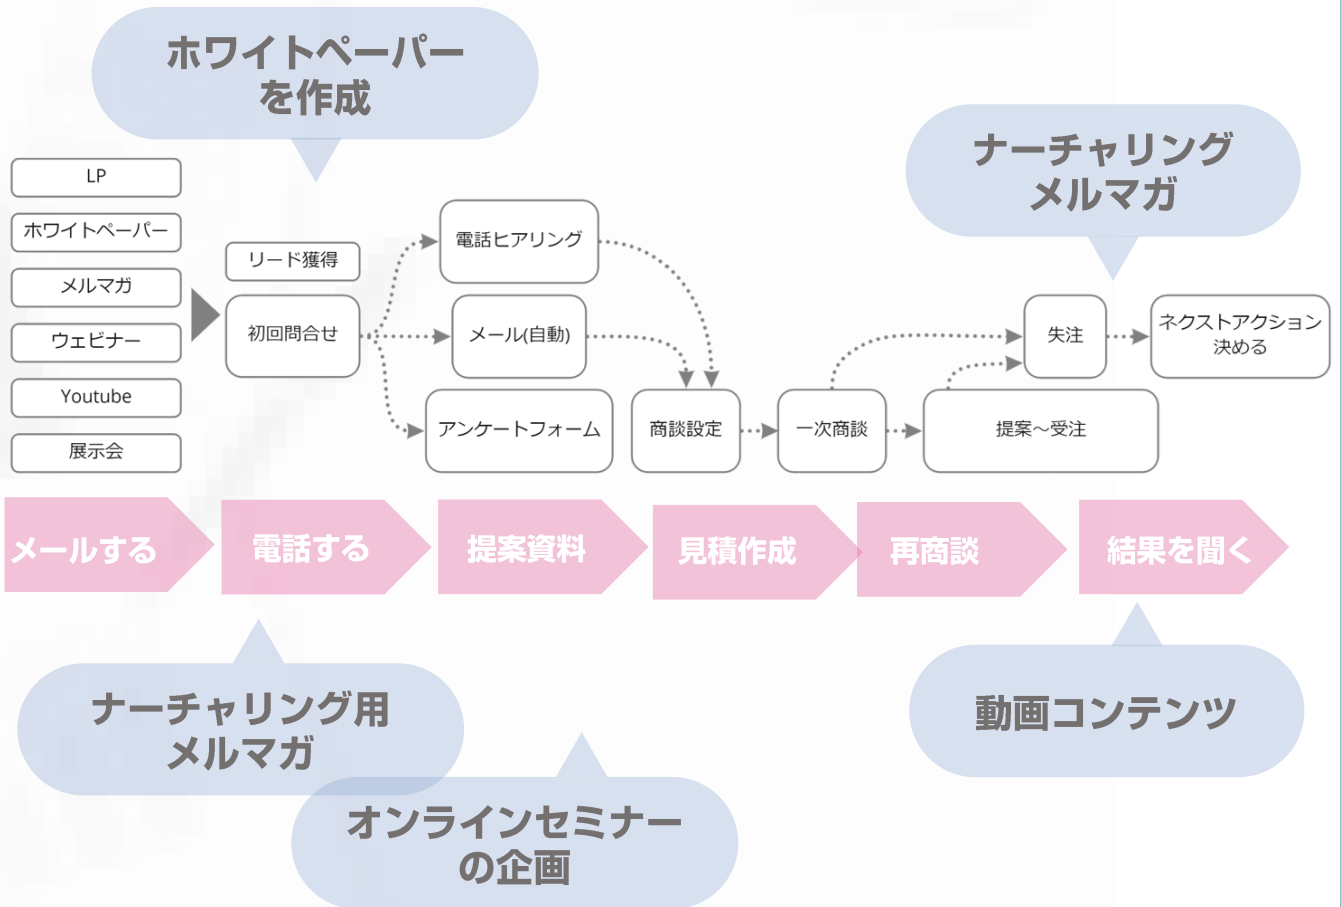 ホワイトペーパー
を作成
ナーチャリング
メルマガ
LP
ホワイトペーパー
メルマガ
ウェビナー
Youtube
展示会
リード獲得
初回問合せ
電話ヒアリング
メール(自動)
アンケートフォーム
商談設定
一次商談
提案〜受注
失注
ネクストアクション
決める
メールする
電話する
提案資料
見積作成
再商談
結果を聞く
ナーチャリング用
メルマガ
オンラインセミナー
の企画
動画コンテンツ